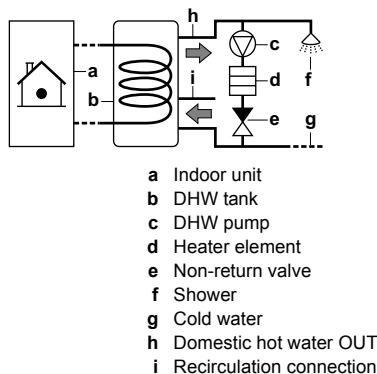 h
a
c
i
b
d
f
e
g
a Indoor unit
b DHW tank
c DHW pump
d Heater element
e Non-return valve
f Shower
g Cold water
h Domestic hot water OUT
i Recirculation connection